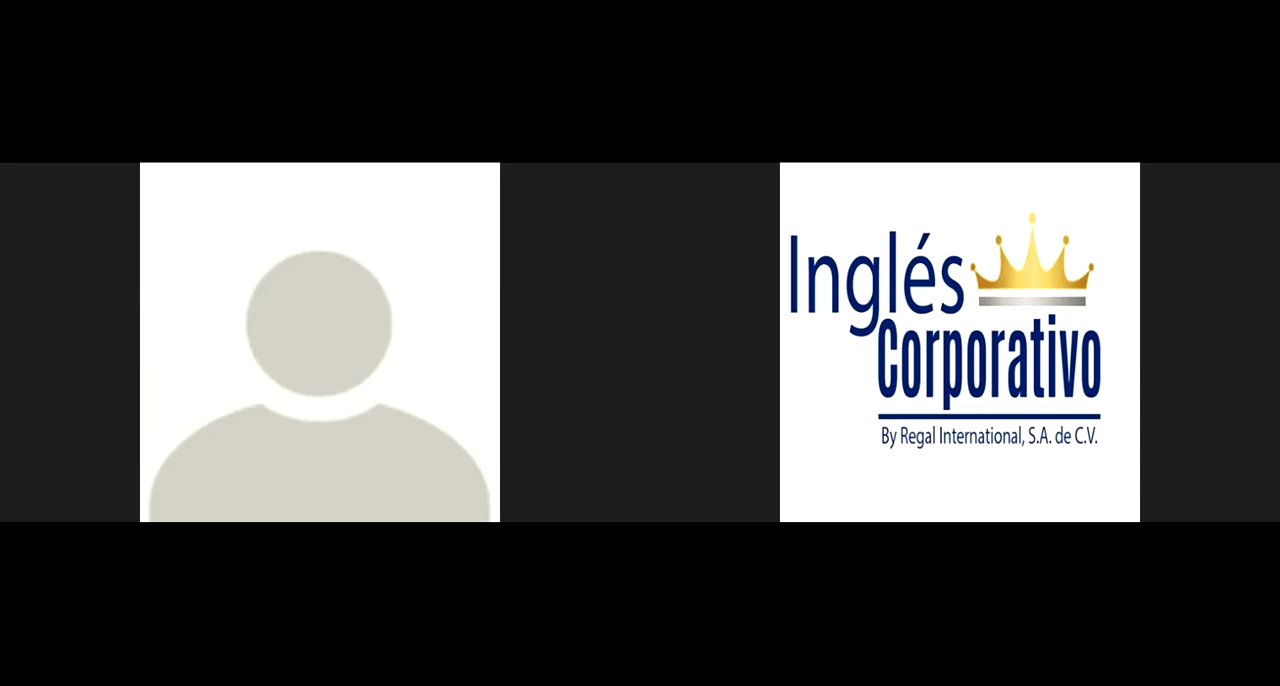 Inglés
Corporativo
By Regal International, S.A. de C.V.